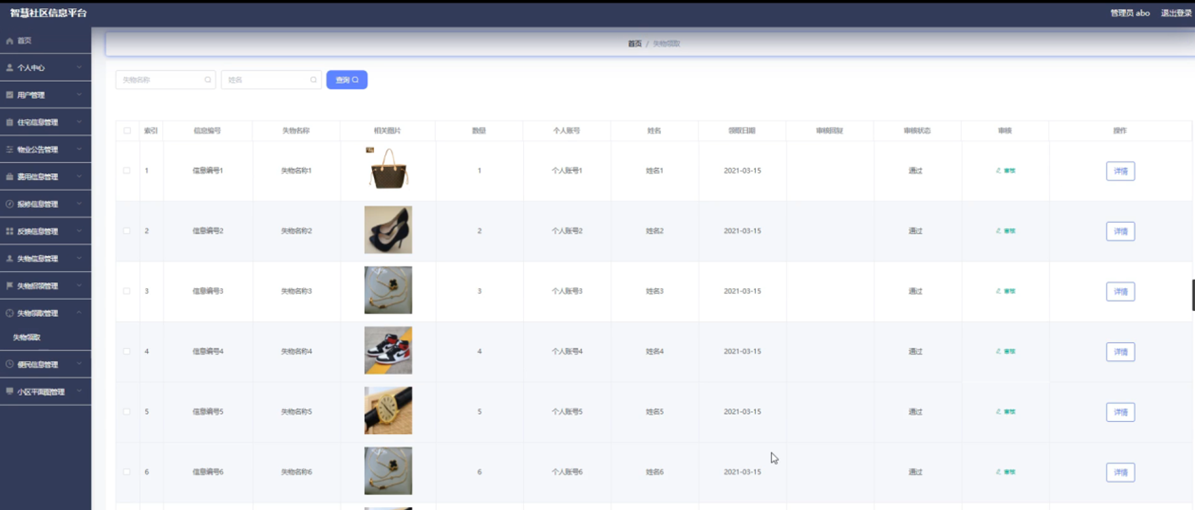 智慧社区信息平台
管理员 abo 退出登录
首页
个人中心
用户管理
住宅信息管理
物业公告管理
费用信息管理
报修信息管理
反馈信息管理
失物信息管理
失物招领管理
失物领取管理
失物领取
便民信息管理
小区平面图管理
首页 / 失物领取
失物名称 姓名 查询
索引 信息编号 失物名称 相关图片 数量 个人账号 姓名 领取日期 审核回复 审核状态 审核 操作
1 信息编号1 失物名称1 1 个人账号1 姓名1 2021-03-15 通过 审核 详情
2 信息编号2 失物名称2 2 个人账号2 姓名2 2021-03-15 通过 审核 详情
3 信息编号3 失物名称3 3 个人账号3 姓名3 2021-03-15 通过 审核 详情
4 信息编号4 失物名称4 4 个人账号4 姓名4 2021-03-15 通过 审核 详情
5 信息编号5 失物名称5 5 个人账号5 姓名5 2021-03-15 通过 审核 详情
6 信息编号6 失物名称6 6 个人账号6 姓名6 2021-03-15 通过 审核 详情